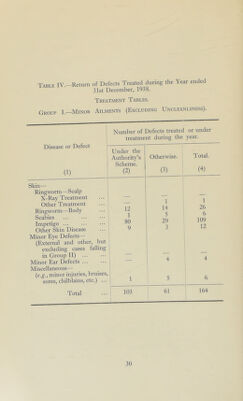 TABLE IV.—Return of Defects Treated during the Year ended
31st December, 1938.
TREATMENT TABLES.
GROUP I.—MINOR AILMENTS (EXCLUDING UNCLEANLINESS).
Disease or Defect
Number of Defects treated or under
treatment during the year.
Under the
Authority's
Scheme.
Otherwise.
Total.
(1) (2) (3) (4)
Skin—
Ringworm—Scalp
X-Ray Treatment ... — — —
Other Treatment ... — 1 1
Ringworm—Body ... 12 14 26
Scabies ... ... ... 1 5 6
Impetigo ... ... ... 80 29 109
Other Skin Disease ... 9 3 12
Minor Eye Defects—
(External and other, but
excluding cases falling
in Group II) ... ... — — —
Minor Ear Defects ... ... — 4 4
Miscellaneous—
(e.g., minor injuries, bruises,
sores, chilblains, etc.) ... 1 5 6
Total ... 103 61 164
30